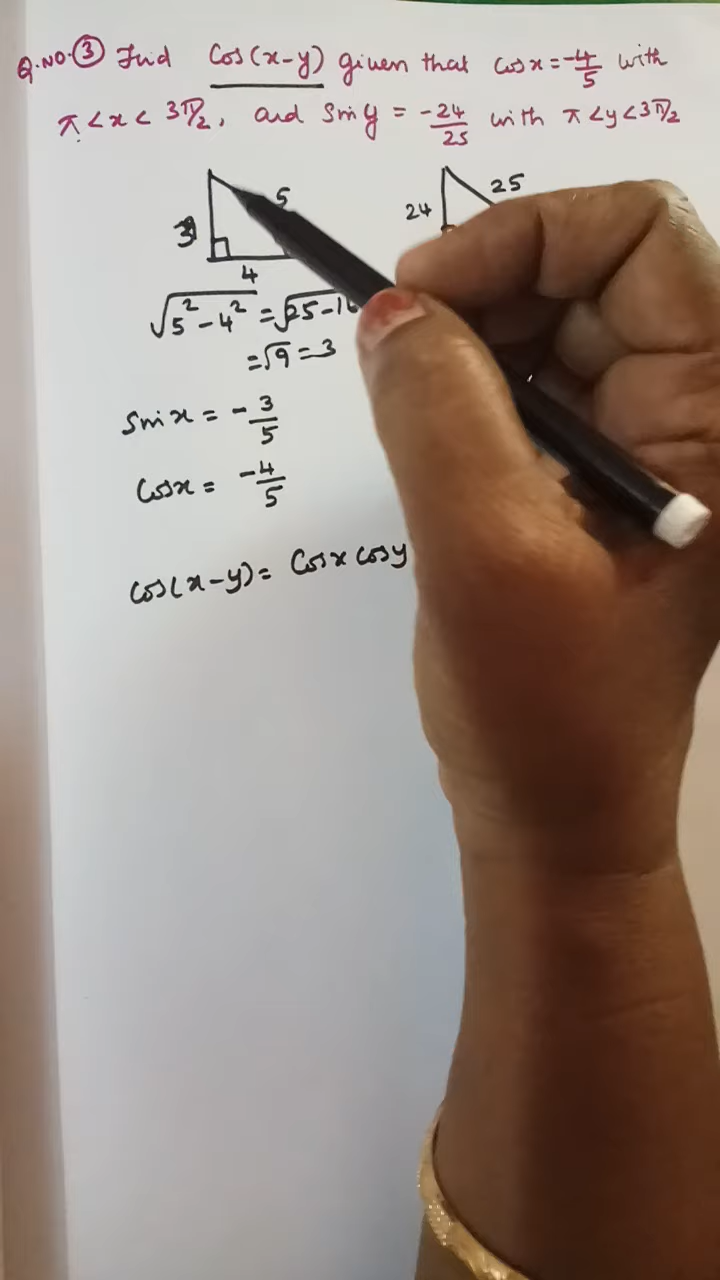 Q.NO.③ Find Cos(x-y) given that Cos x = -4/5 with
π < x < 3π/2, and Sin y = -24/25 with π < y < 3π/2
5
25
24
3
4
√5² - 4² = √25 - 16
= √9 = 3
Sin x = - 3/5
Cos x = -4/5
Cos(x-y) = Cos x Cos y